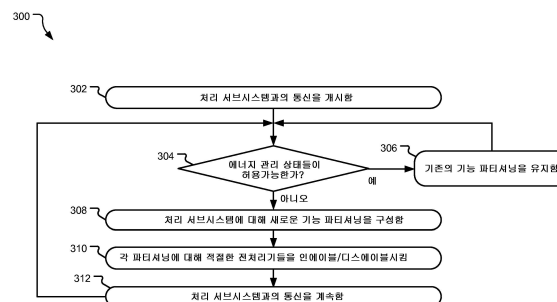 300
302
처리 서브시스템과의 통신을 개시함
304
에너지 관리 상태들이
허용가능한가?
306
기존의 기능 파티셔닝을 유지함
예
아니오
308
처리 서브시스템에 대해 새로운 기능 파티셔닝을 구성함
310
각 파티셔닝에 대해 적절한 전처리기들을 인에이블/디스에이블시킴
312
처리 서브시스템과의 통신을 계속함